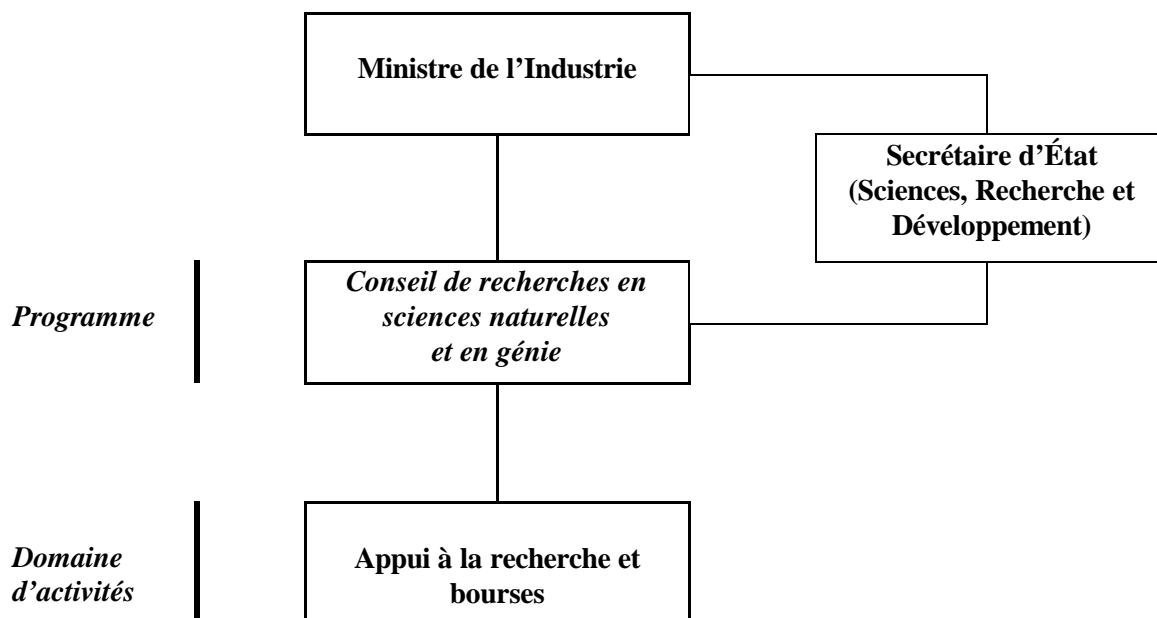 Ministre de l’Industrie
Secrétaire d’État
(Sciences, Recherche et
Développement)
Programme
Conseil de recherches en
sciences naturelles
et en génie
Domaine
d’activités
Appui à la recherche et
bourses